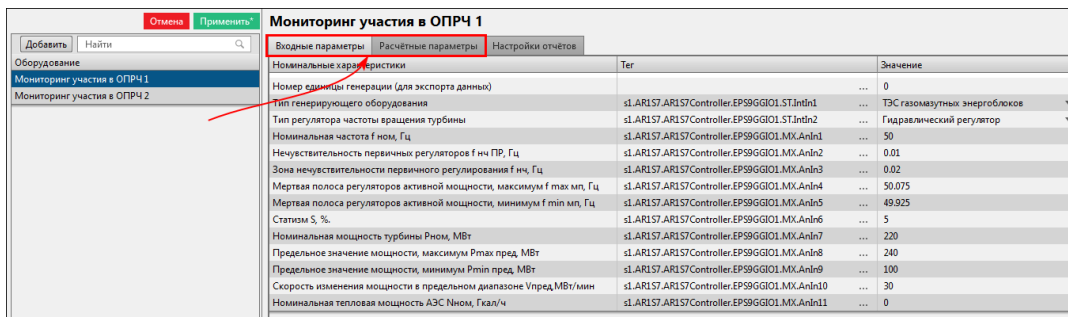 Отмена Применить* Мониторинг участия в ОПРЧ 1
Добавить Найти Входные параметры Расчётные параметры Настройки отчётов
Оборудование Номинальные характеристики Тег Значение
Мониторинг участия в ОПРЧ 1
Мониторинг участия в ОПРЧ 2
Номер единицы генерации (для экспорта данных) ... 0
Тип генерирующего оборудования s1.AR1S7.AR1S7Controller.EPS9GGIO1.ST.IntIn1 ... ТЭС газомазутных энергоблоков
Тип регулятора частоты вращения турбины s1.AR1S7.AR1S7Controller.EPS9GGIO1.ST.IntIn2 ... Гидравлический регулятор
Номинальная частота f ном, Гц s1.AR1S7.AR1S7Controller.EPS9GGIO1.MX.AnIn1 ... 50
Нечувствительность первичных регуляторов f нч ПР, Гц s1.AR1S7.AR1S7Controller.EPS9GGIO1.MX.AnIn2 ... 0.01
Зона нечувствительности первичного регулирования f нч, Гц s1.AR1S7.AR1S7Controller.EPS9GGIO1.MX.AnIn3 ... 0.02
Мертвая полоса регуляторов активной мощности, максимум f max мп, Гц s1.AR1S7.AR1S7Controller.EPS9GGIO1.MX.AnIn4 ... 50.075
Мертвая полоса регуляторов активной мощности, минимум f min мп, Гц s1.AR1S7.AR1S7Controller.EPS9GGIO1.MX.AnIn5 ... 49.925
Статизм S, %. s1.AR1S7.AR1S7Controller.EPS9GGIO1.MX.AnIn6 ... 5
Номинальная мощность турбины Pном, МВт s1.AR1S7.AR1S7Controller.EPS9GGIO1.MX.AnIn7 ... 220
Предельное значение мощности, максимум Pmax пред, МВт s1.AR1S7.AR1S7Controller.EPS9GGIO1.MX.AnIn8 ... 240
Предельное значение мощности, минимум Pmin пред, МВт s1.AR1S7.AR1S7Controller.EPS9GGIO1.MX.AnIn9 ... 100
Скорость изменения мощности в предельном диапазоне Vпред,МВт/мин s1.AR1S7.AR1S7Controller.EPS9GGIO1.MX.AnIn10 ... 30
Номинальная тепловая мощность АЭС Nном, Гкал/ч s1.AR1S7.AR1S7Controller.EPS9GGIO1.MX.AnIn11 ... 0